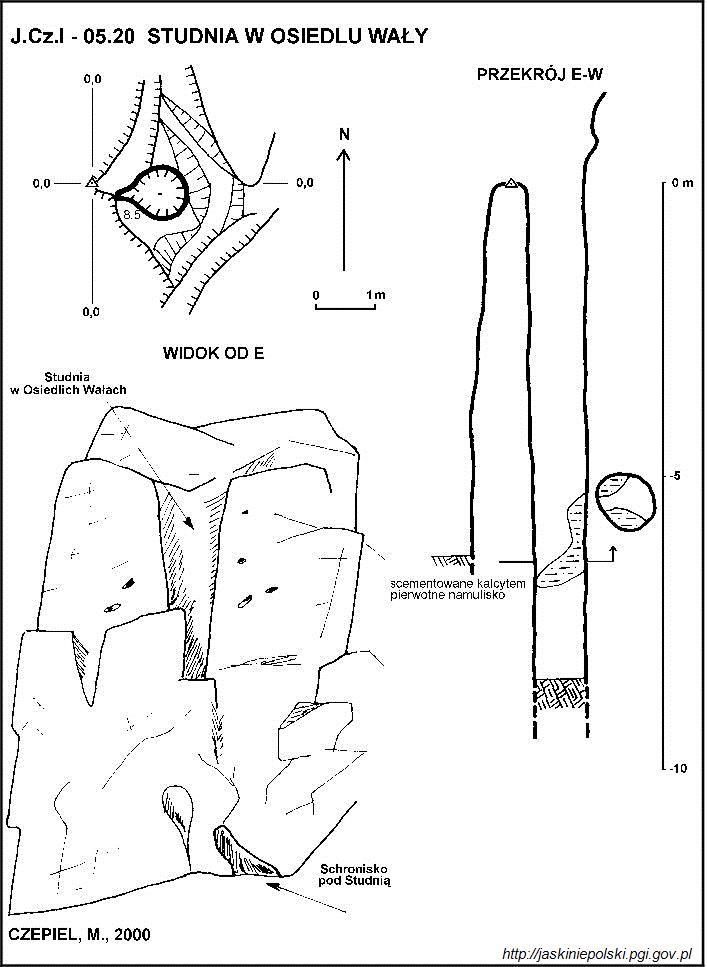 J.Cz.I - 05.20 STUDNIA W OSIEDLU WAŁY
PRZEKRÓJ E-W
0,0
N
0,0
0,0
0 m
8.5
0 1m
0,0
WIDOK OD E
Studnia
w Osiedlich Wałach
-5
scementowane kalcytem
pierwotne namulisko
-10
Schronisko
pod Studnią
CZEPIEL, M., 2000
http://jaskiniepolski.pgi.gov.pl